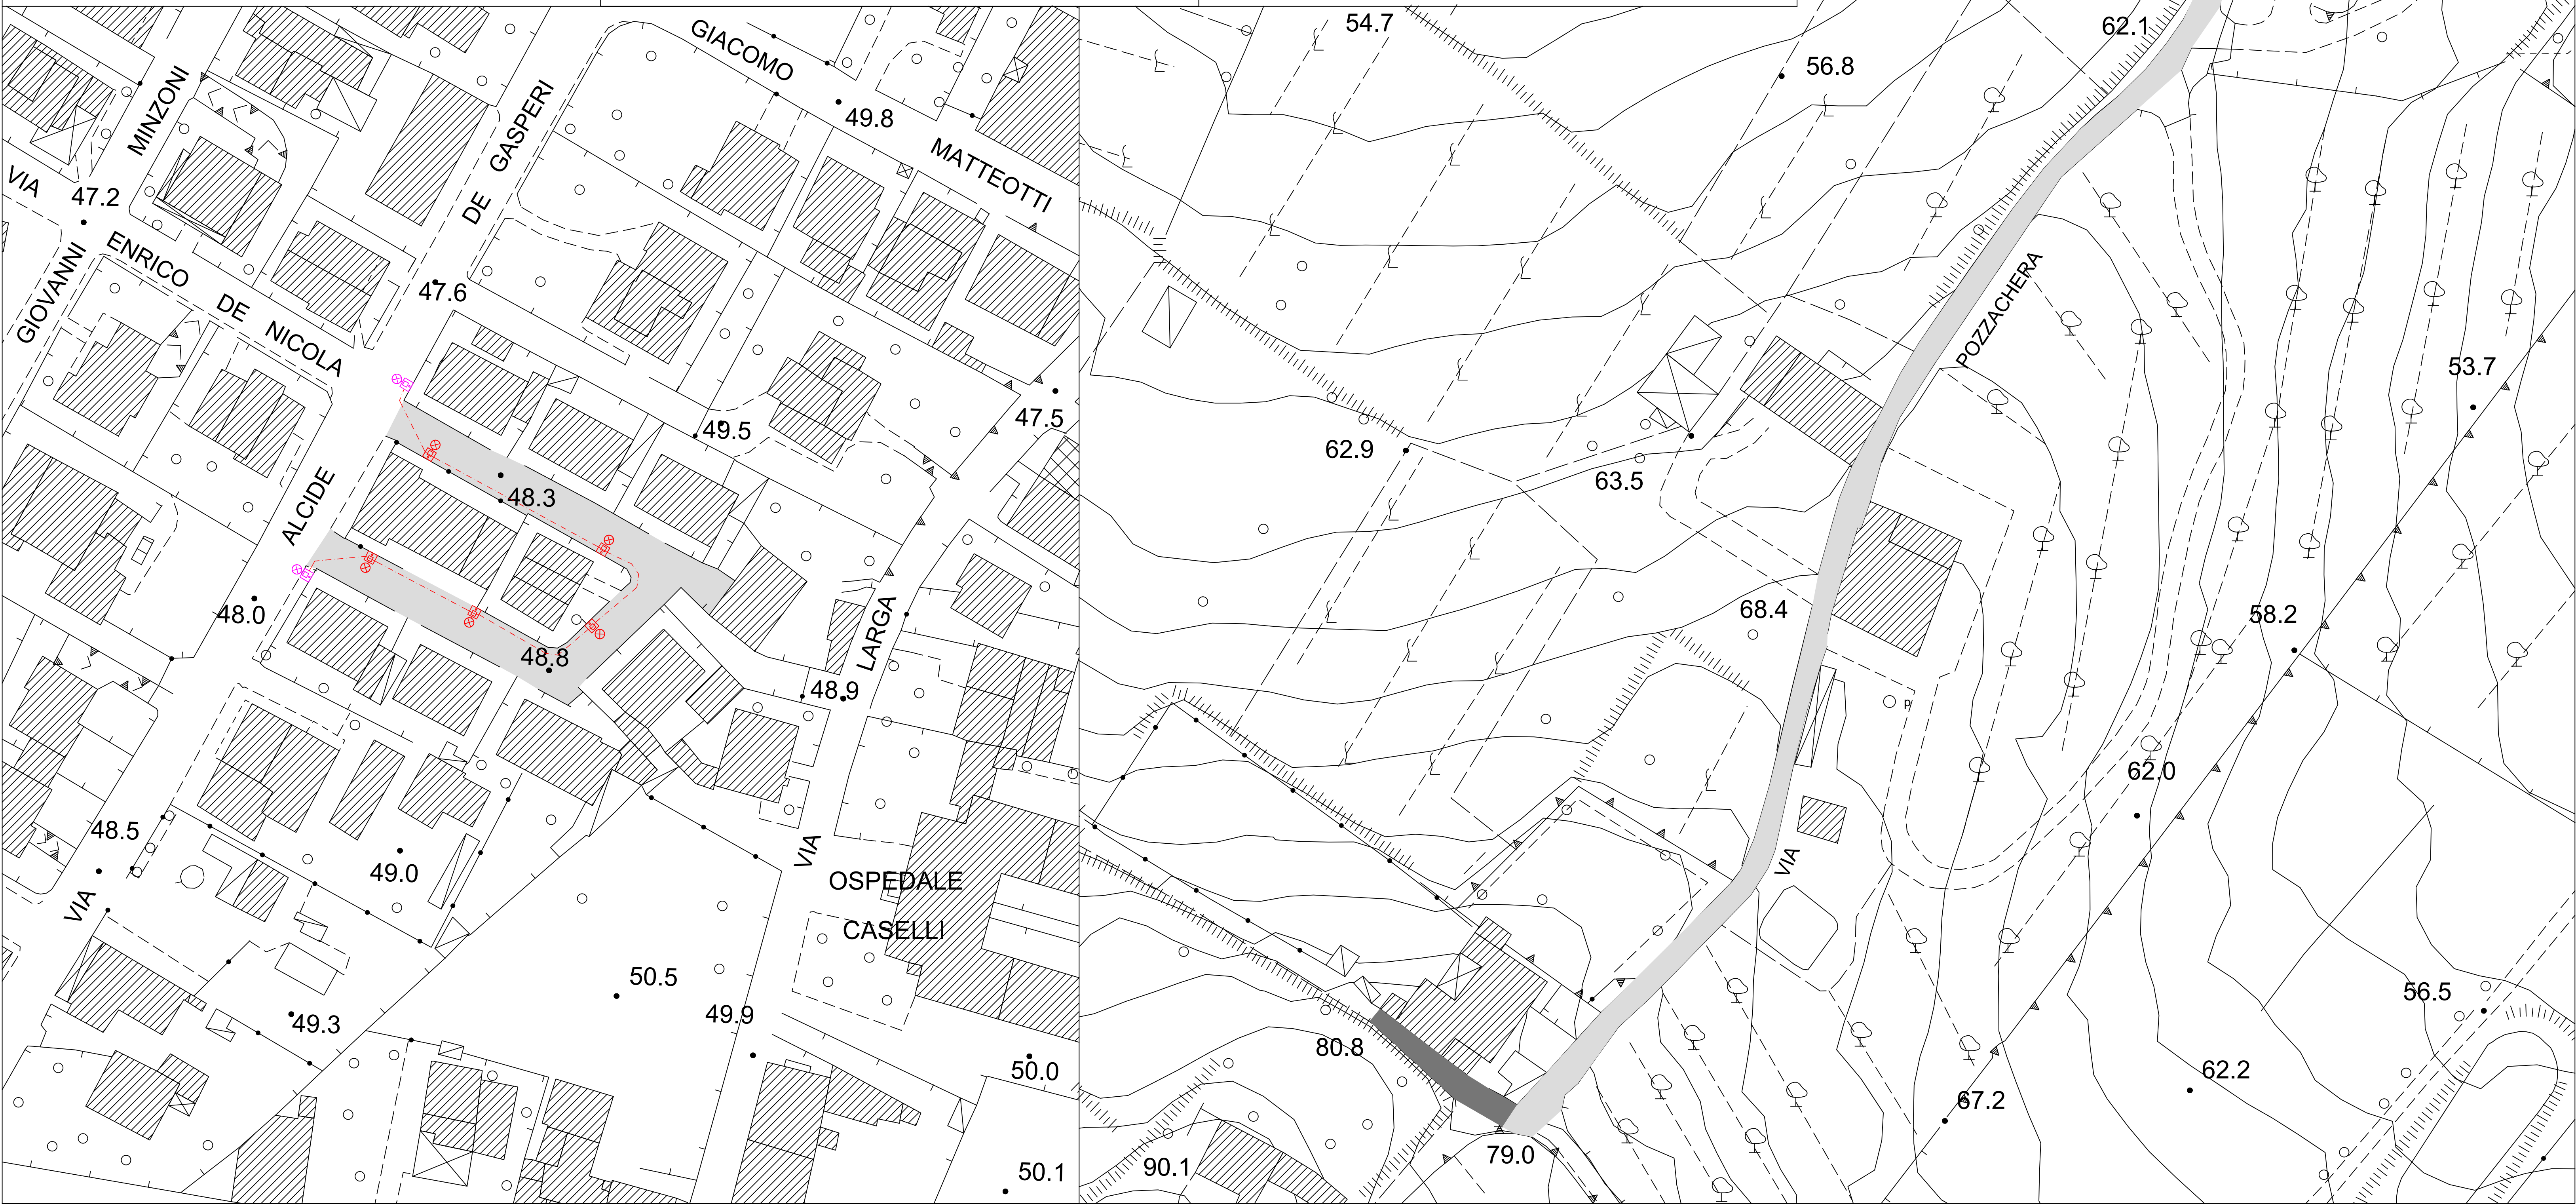 GIACOMO
MATTEOTTI
49.8
MINZONI
DE GASPERI
VIA
47.2
ENRICO DE NICOLA
GIOVANNI
47.6
49.5
47.5
48.3
ALCIDE
48.0
48.8
LARGA
48.9
48.5
49.0
VIA
VIA
OSPEDALE
CASELLI
50.5
49.9
49.3
50.0
50.1
54.7
56.8
62.1
POZZACHERA
53.7
62.9
63.5
68.4
58.2
p
62.0
VIA
56.5
80.8
62.2
67.2
79.0
90.1